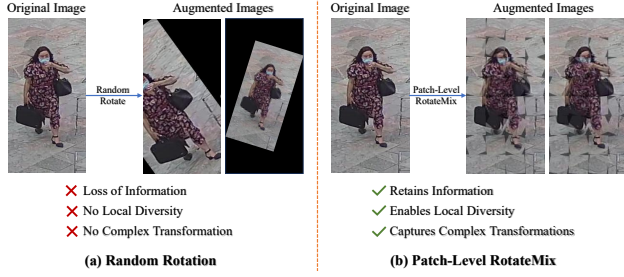 Original Image
Augmented Images
Random
Rotate
Loss of Information
No Local Diversity
No Complex Transformation
(a) Random Rotation
Original Image
Augmented Images
Patch-Level
RotateMix
Retains Information
Enables Local Diversity
Captures Complex Transformations
(b) Patch-Level RotateMix